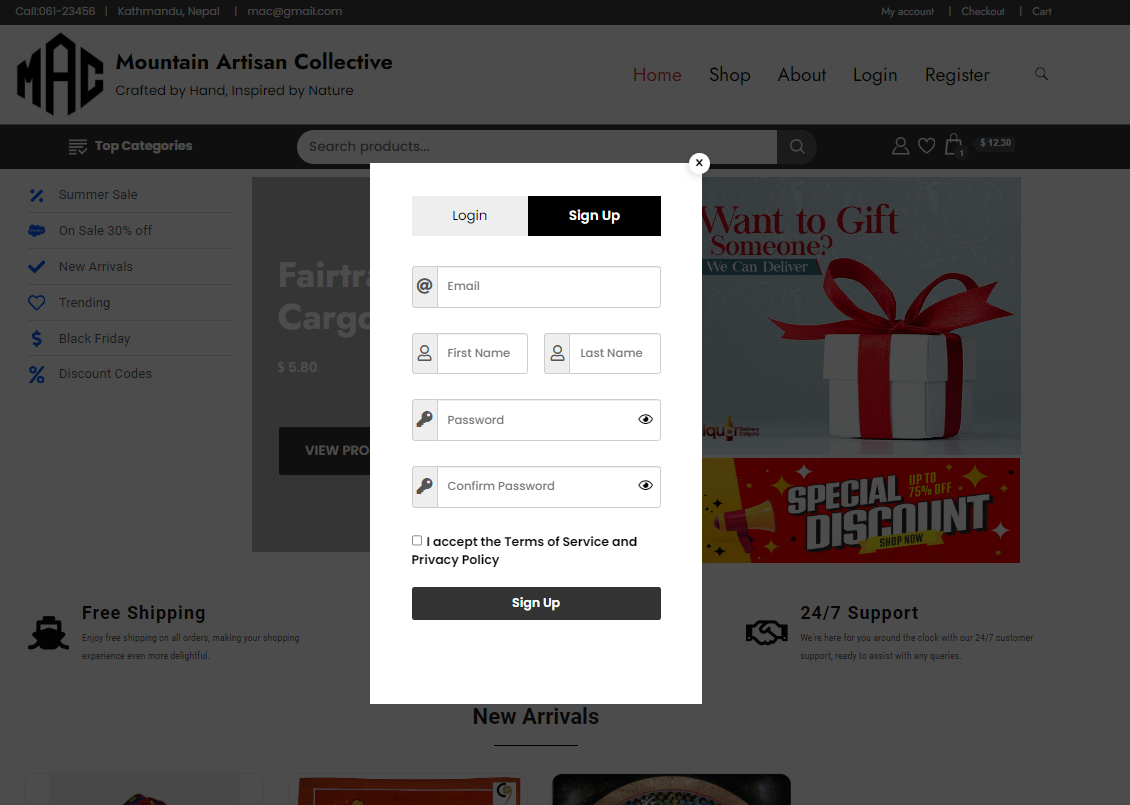 Call:061-23456 | Kathmandu, Nepal | mac@gmail.com
My account | Checkout | Cart
MAC
Mountain Artisan Collective
Crafted by Hand, Inspired by Nature
Home Shop About Login Register
Top Categories
Search products...
1
$ 12.30
×
Summer Sale
On Sale 30% off
New Arrivals
Trending
Black Friday
Discount Codes
Fairtra
Cargo
$ 5.80
VIEW PRO
Login
Sign Up
@ Email
First Name
Last Name
Password
Confirm Password
I accept the Terms of Service and
Privacy Policy
Sign Up
Want to Gift
Someone?
We Can Deliver
Delivery
Calgary
SPECIAL
UP TO
75% OFF
DISCOUNT
SHOP NOW
Free Shipping
Enjoy free shipping on all orders, making your shopping
experience even more delightful.
24/7 Support
We're here for you around the clock with our 24/7 customer
support, ready to assist with any queries.
New Arrivals